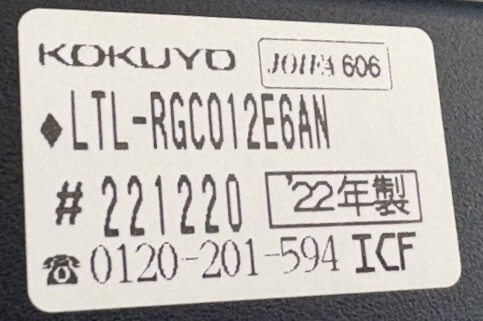 KOKUYO JOIFA 606
♦LTL-RGC012E6AN
# 221220 '22年製
☎0120-201-594 ICF